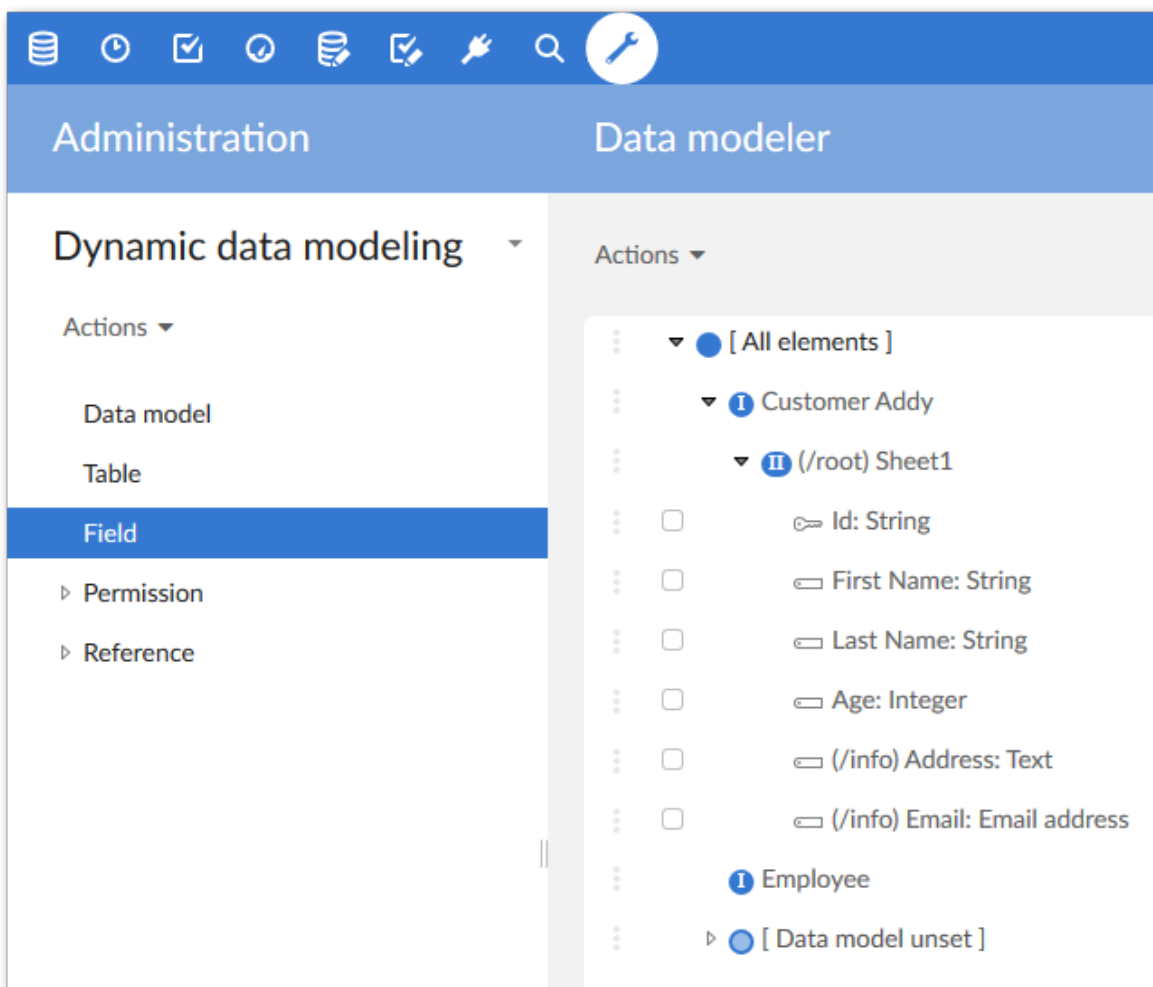 Administration
Data modeler
Dynamic data modeling
Actions
Data model
Table
Field
Permission
Reference
Actions
[ All elements ]
I Customer Addy
II (/root) Sheet1
Id: String
First Name: String
Last Name: String
Age: Integer
(/info) Address: Text
(/info) Email: Email address
I Employee
[ Data model unset ]